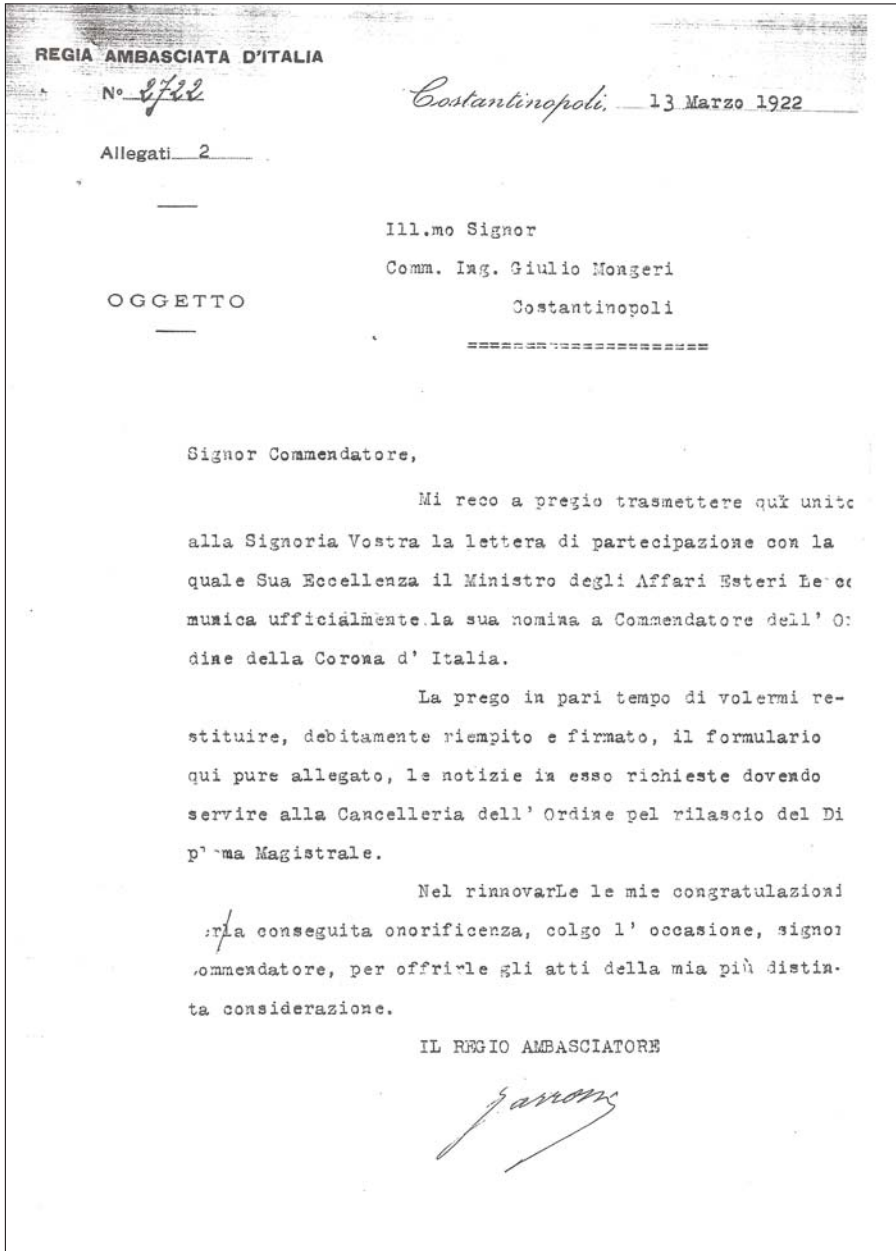 REGIA AMBASCIATA D'ITALIA
Nº 2722
Costantinopoli, 13 Marzo 1922
Allegati 2
Ill.mo Signor
Comm. Ing. Giulio Mongeri
OGGETTO
Costantinopoli
Signor Commendatore,
Mi reco a pregio trasmettere qui unito
alla Signoria Vostra la lettera di partecipazione con la
quale Sua Eccellenza il Ministro degli Affari Esteri Le co
munica ufficialmente la sua nomina a Commendatore dell' Or
dine della Corona d' Italia.
La prego in pari tempo di volermi re-
stituire, debitamente riempito e firmato, il formulario
qui pure allegato, le notizie in esso richieste dovendo
servire alla Cancelleria dell' Ordine pel rilascio del Di
ploma Magistrale.
Nel rinnovarLe le mie congratulazioni
la conseguita onorificenza, colgo l' occasione, signor
commendatore, per offrirle gli atti della mia più distin-
ta considerazione.
IL REGIO AMBASCIATORE
Garroni